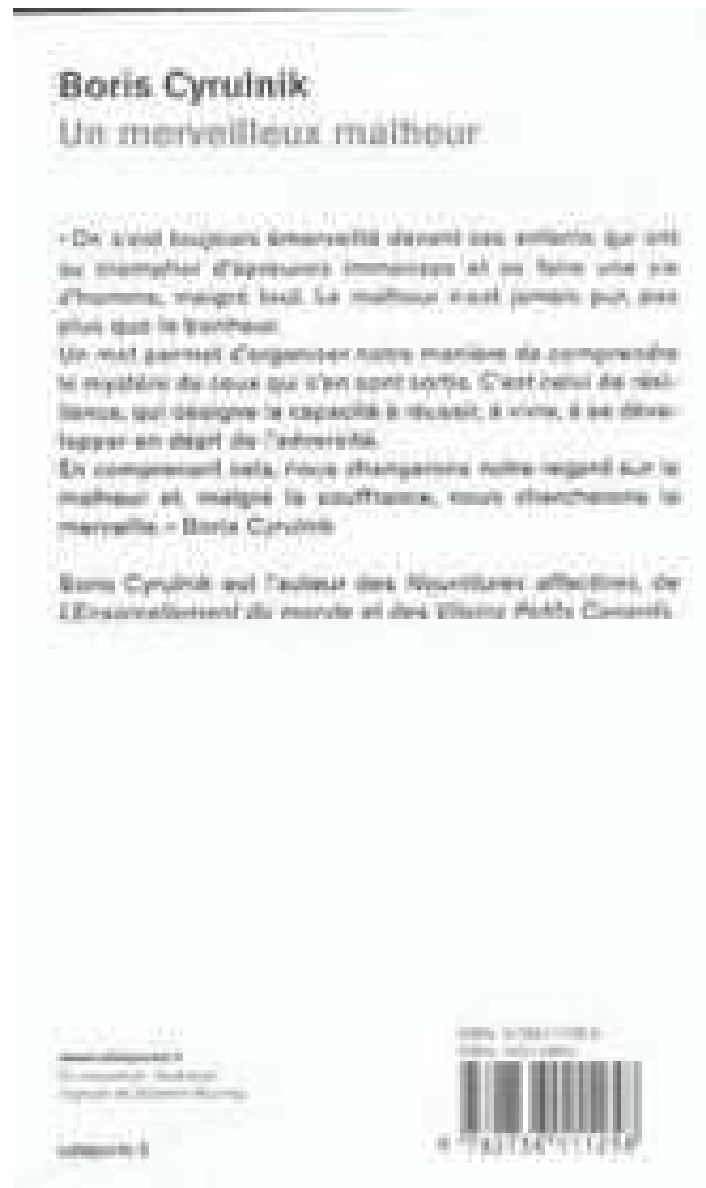 Boris Cyrulnik
Un merveilleux malheur
« On s'est toujours émerveillé devant ces enfants qui ont
su triompher d'épreuves immenses et se faire une vie
d'homme, malgré tout. Le malheur n'est jamais pur, pas
plus que le bonheur.
Un mot permet d'organiser notre manière de comprendre
le mystère de ceux qui s'en sont sortis. C'est celui de rési-
lience, qui désigne la capacité à réussir, à vivre, à se déve-
lopper en dépit de l'adversité.
En comprenant cela, nous changerons notre regard sur le
malheur et, malgré la souffrance, nous chercherons la
merveille. » Boris Cyrulnik
Boris Cyrulnik est l'auteur des Nourritures affectives, de
L'Ensorcellement du monde et des Vilains Petits Canards.
ISBN